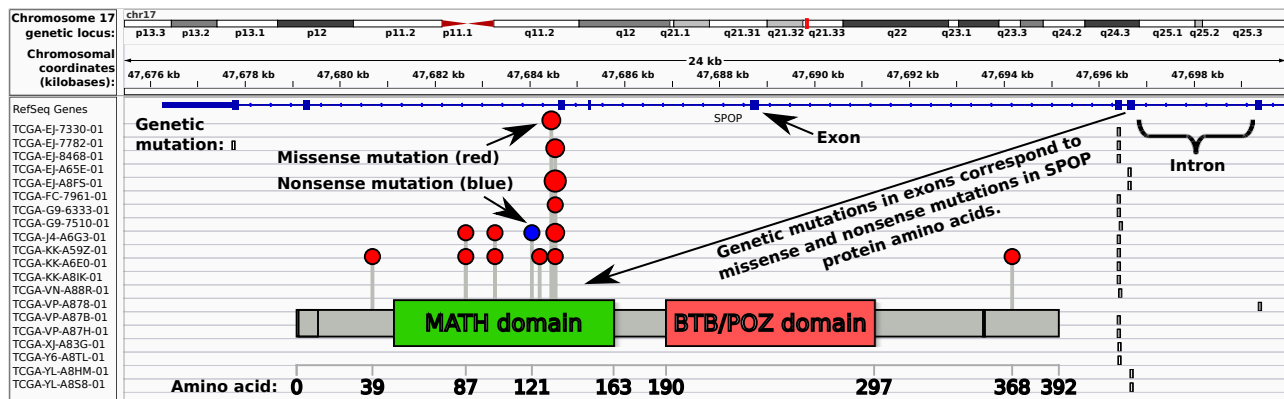 Chromosome 17
genetic locus:
chr17
p13.3 p13.2 p13.1 p12 p11.2 p11.1 q11.2 q12 q21.1 q21.31 q21.32 q21.33 q22 q23.1 q23.3 q24.2 q24.3 q25.1 q25.2 q25.3
Chromosomal
coordinates
(kilobases):
24 kb
47,676 kb 47,678 kb 47,680 kb 47,682 kb 47,684 kb 47,686 kb 47,688 kb 47,690 kb 47,692 kb 47,694 kb 47,696 kb 47,698 kb
RefSeq Genes
SPOP
TCGA-EJ-7330-01
TCGA-EJ-7782-01
TCGA-EJ-8468-01
TCGA-EJ-A65E-01
TCGA-EJ-A8FS-01
TCGA-FC-7961-01
TCGA-G9-6333-01
TCGA-G9-7510-01
TCGA-J4-A6G3-01
TCGA-KK-A59Z-01
TCGA-KK-A6E0-01
TCGA-KK-A8IK-01
TCGA-VN-A88R-01
TCGA-VP-A878-01
TCGA-VP-A87B-01
TCGA-VP-A87H-01
TCGA-XJ-A83G-01
TCGA-Y6-A8TL-01
TCGA-YL-A8HM-01
TCGA-YL-A8S8-01
Genetic
mutation:
Missense mutation (red)
Nonsense mutation (blue)
Exon
Intron
Genetic mutations in exons correspond to
missense and nonsense mutations in SPOP
protein amino acids.
MATH domain
BTB/POZ domain
Amino acid: 0 39 87 121 163 190 297 368 392